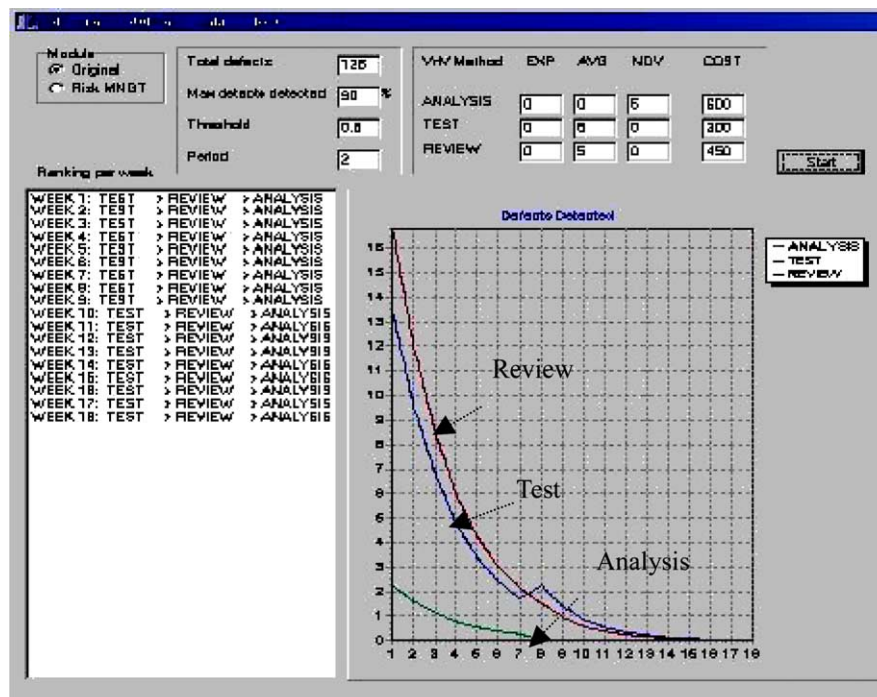 Module
Original
Risk MNGT
Total defects 125
Max defects detected 90 %
Threshold 0.8
Period 2
V+V Method EXP AVG NOV COST
ANALYSIS 0 0 5 600
TEST 0 6 0 300
REVIEW 0 5 0 450
Start
Ranking per week
WEEK 1: TEST > REVIEW > ANALYSIS
WEEK 2: TEST > REVIEW > ANALYSIS
WEEK 3: TEST > REVIEW > ANALYSIS
WEEK 4: TEST > REVIEW > ANALYSIS
WEEK 5: TEST > REVIEW > ANALYSIS
WEEK 6: TEST > REVIEW > ANALYSIS
WEEK 7: TEST > REVIEW > ANALYSIS
WEEK 8: TEST > REVIEW > ANALYSIS
WEEK 9: TEST > REVIEW > ANALYSIS
WEEK 10: TEST > REVIEW > ANALYSIS
WEEK 11: TEST > REVIEW > ANALYSIS
WEEK 12: TEST > REVIEW > ANALYSIS
WEEK 13: TEST > REVIEW > ANALYSIS
WEEK 14: TEST > REVIEW > ANALYSIS
WEEK 15: TEST > REVIEW > ANALYSIS
WEEK 16: TEST > REVIEW > ANALYSIS
WEEK 17: TEST > REVIEW > ANALYSIS
WEEK 18: TEST > REVIEW > ANALYSIS
Defects Detected
ANALYSIS
TEST
REVIEW
16
15
14
13
12
11
10
9
8
7
6
5
4
3
2
1
0
Review
Test
Analysis
1 2 3 4 5 6 7 8 9 10 11 12 13 14 15 16 17 18